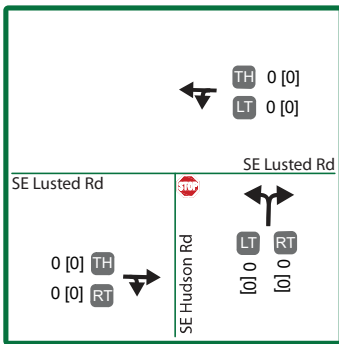 TH 0 [0]
LT 0 [0]
SE Lusted Rd
SE Lusted Rd
STOP
SE Hudson Rd
LT RT
0 [0] 0 [0]
0 [0] TH
0 [0] RT